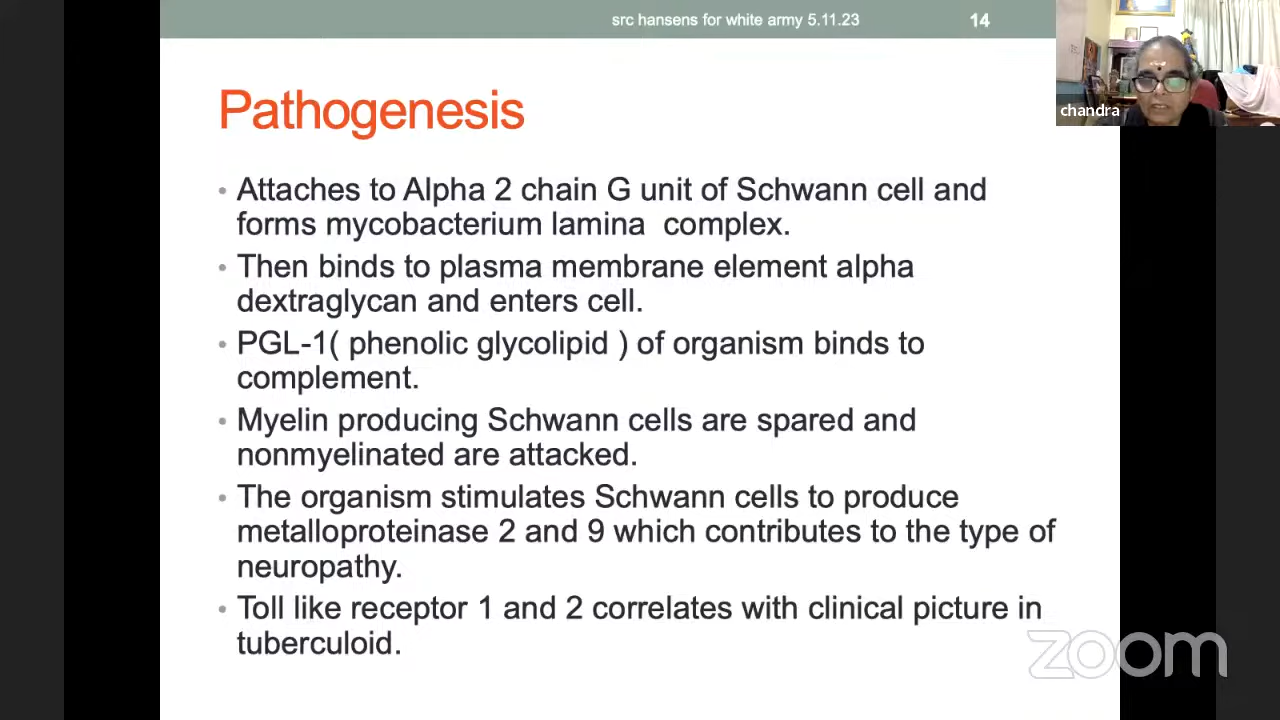 src hansens for white army 5.11.23
14
chandra
Pathogenesis
• Attaches to Alpha 2 chain G unit of Schwann cell and
forms mycobacterium lamina complex.
• Then binds to plasma membrane element alpha
dextraglycan and enters cell.
• PGL-1( phenolic glycolipid ) of organism binds to
complement.
• Myelin producing Schwann cells are spared and
nonmyelinated are attacked.
• The organism stimulates Schwann cells to produce
metalloproteinase 2 and 9 which contributes to the type of
neuropathy.
• Toll like receptor 1 and 2 correlates with clinical picture in
tuberculoid.
zoom